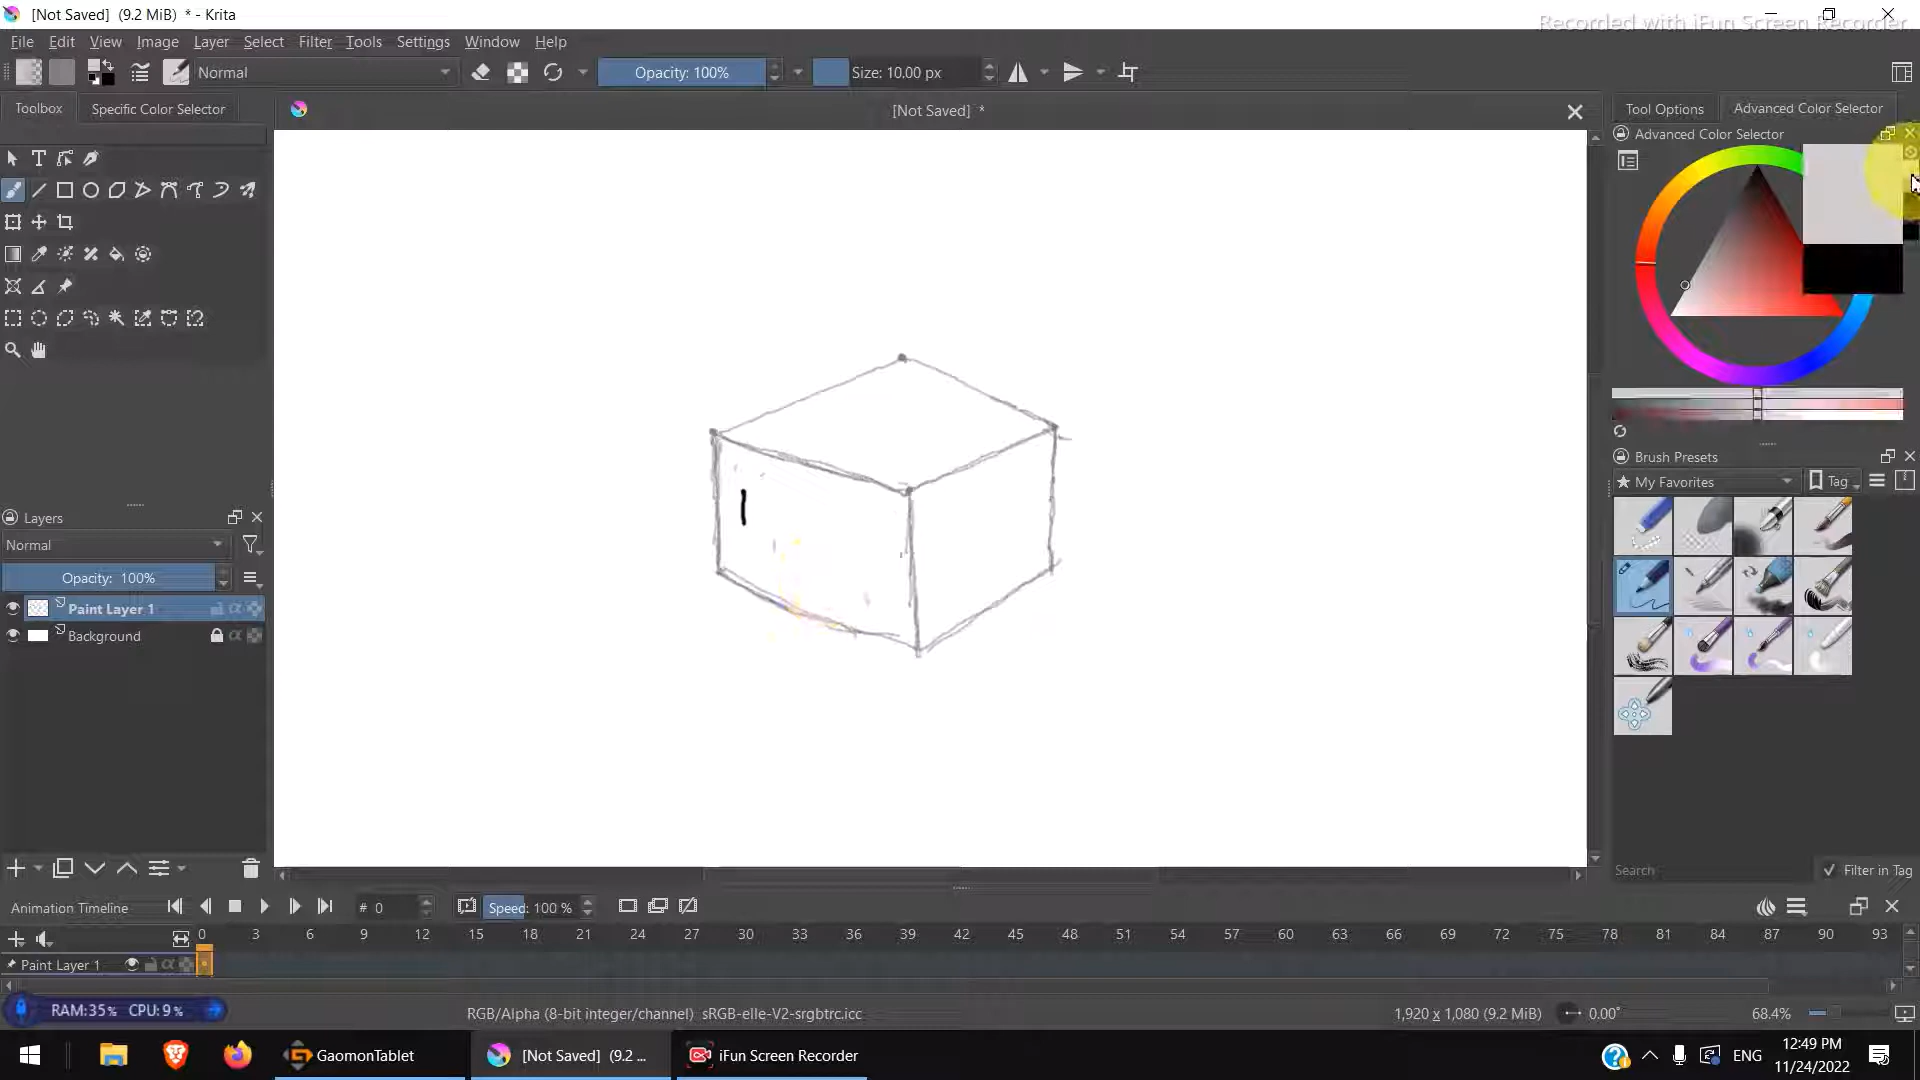 [Not Saved]  (9.2 MiB)  * - Krita
Recorded with iFun Screen Recorder
File Edit View Image Layer Select Filter Tools Settings Window Help
Normal Opacity: 100% Size: 10.00 px
Toolbox Specific Color Selector [Not Saved]  * Tool Options Advanced Color Selector
Advanced Color Selector
Brush Presets
My Favorites Tag
Layers
Normal
Opacity:  100%
Paint Layer 1
Background
Search Filter in Tag
Animation Timeline # 0 Speed: 100 %
0 3 6 9 12 15 18 21 24 27 30 33 36 39 42 45 48 51 54 57 60 63 66 69 72 75 78 81 84 87 90 93
Paint Layer 1
RAM:35% CPU:9% RGB/Alpha (8-bit integer/channel)  sRGB-elle-V2-srgbtrc.icc 1,920 x 1,080 (9.2 MiB) 0.00° 68.4%
GaomonTablet [Not Saved]  (9.2 ... iFun Screen Recorder ENG 12:49 PM
11/24/2022